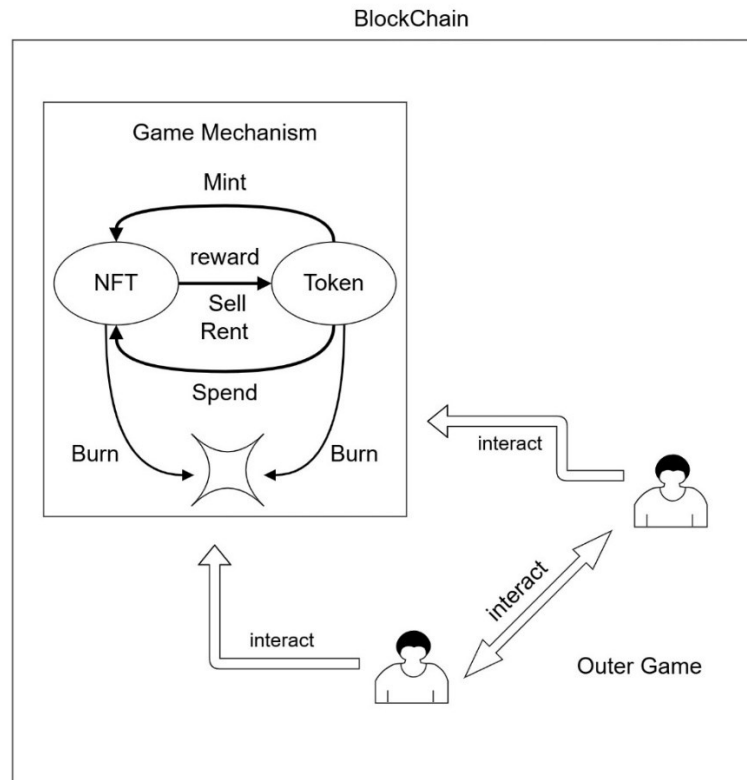 BlockChain
Game Mechanism
Mint
NFT
reward
Token
Sell
Rent
Spend
Burn
Burn
interact
interact
interact
Outer Game